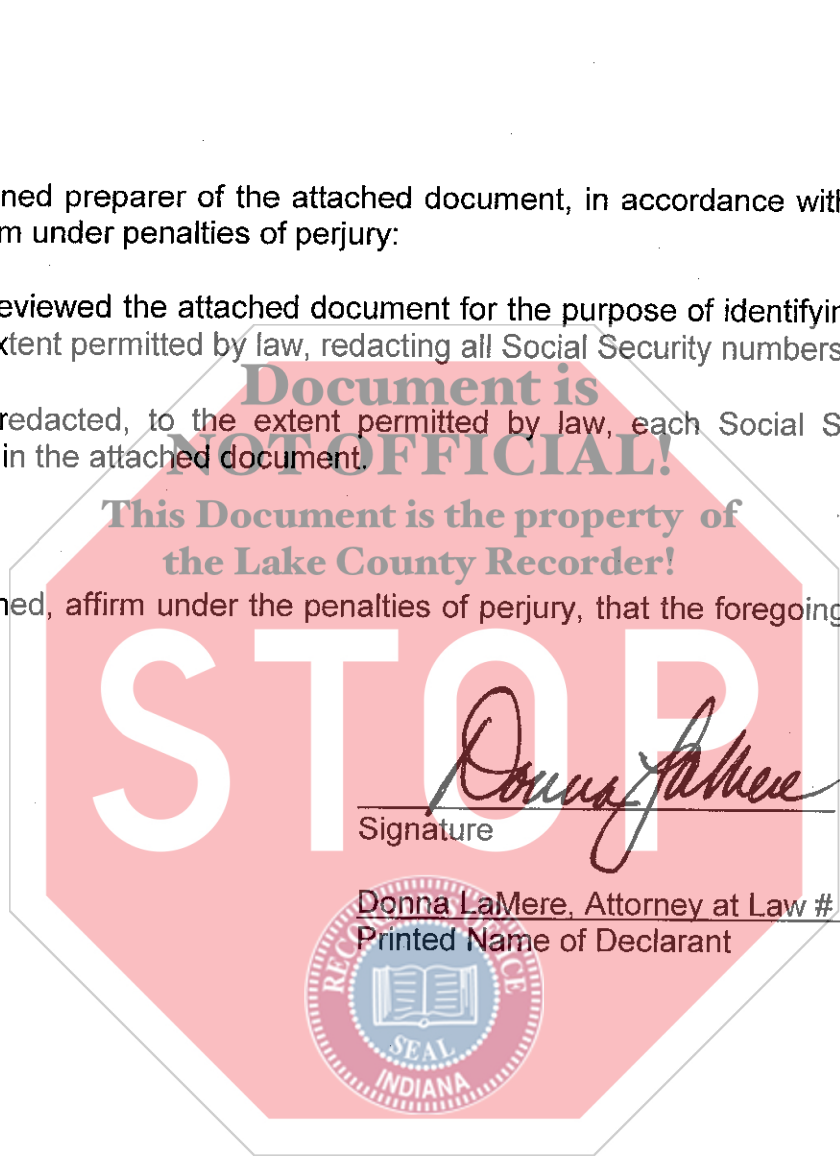 ned preparer of the attached document, in accordance with
m under penalties of perjury:
eviewed the attached document for the purpose of identifyin
xtent permitted by law, redacting all Social Security numbers
Document is
redacted, to the extent permitted by law, each Social S
NOT OFFICIAL!
in the attached document.
This Document is the property of
the Lake County Recorder!
ned, affirm under the penalties of perjury, that the foregoing
STOP
Donna LaMere
Signature
Donna LaMere, Attorney at Law #
Printed Name of Declarant
RECORDER'S OFFICE
SEAL
INDIANA